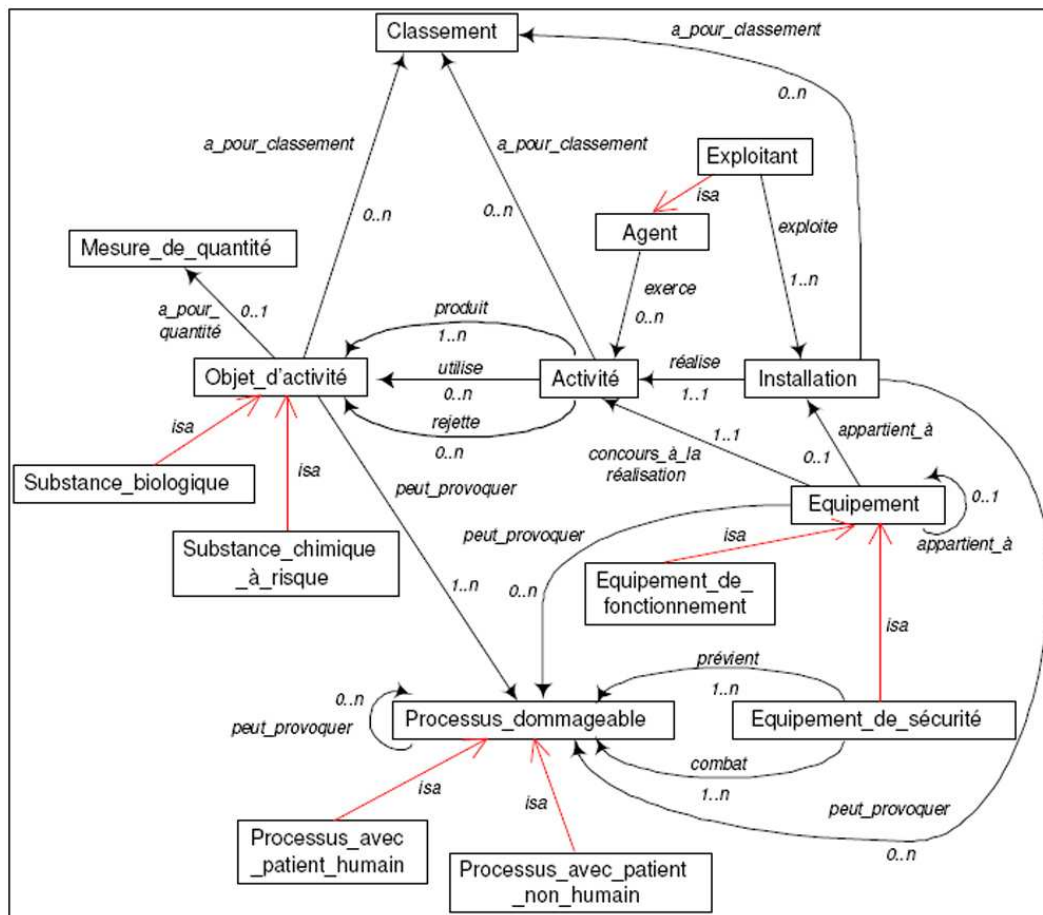 Classement
a_pour_classement
0..n
a_pour_classement
a_pour_classement
Exploitant
isa
0..n
0..n
Agent
exploite
Mesure_de_quantité
1..n
a_pour_
quantité
0..1
produit
exerce
1..n
0..n
Objet_d'activité
utilise
Activité
réalise
Installation
0..n
1..1
rejette
isa
0..n
1..1
appartient_à
isa
concours_à_la
réalisation
0..1
Substance_biologique
peut_provoquer
Equipement
0..1
appartient_à
Substance_chimique
_à_risque
peut_provoquer
isa
1..n
0..n
Equipement_de_
fonctionnement
isa
prévient
0..n
1..n
peut_provoquer
Processus_dommageable
Equipement_de_sécurité
combat
isa
isa
1..n
peut_provoquer
0..n
Processus_avec
_patient_humain
Processus_avec_patient
_non_humain